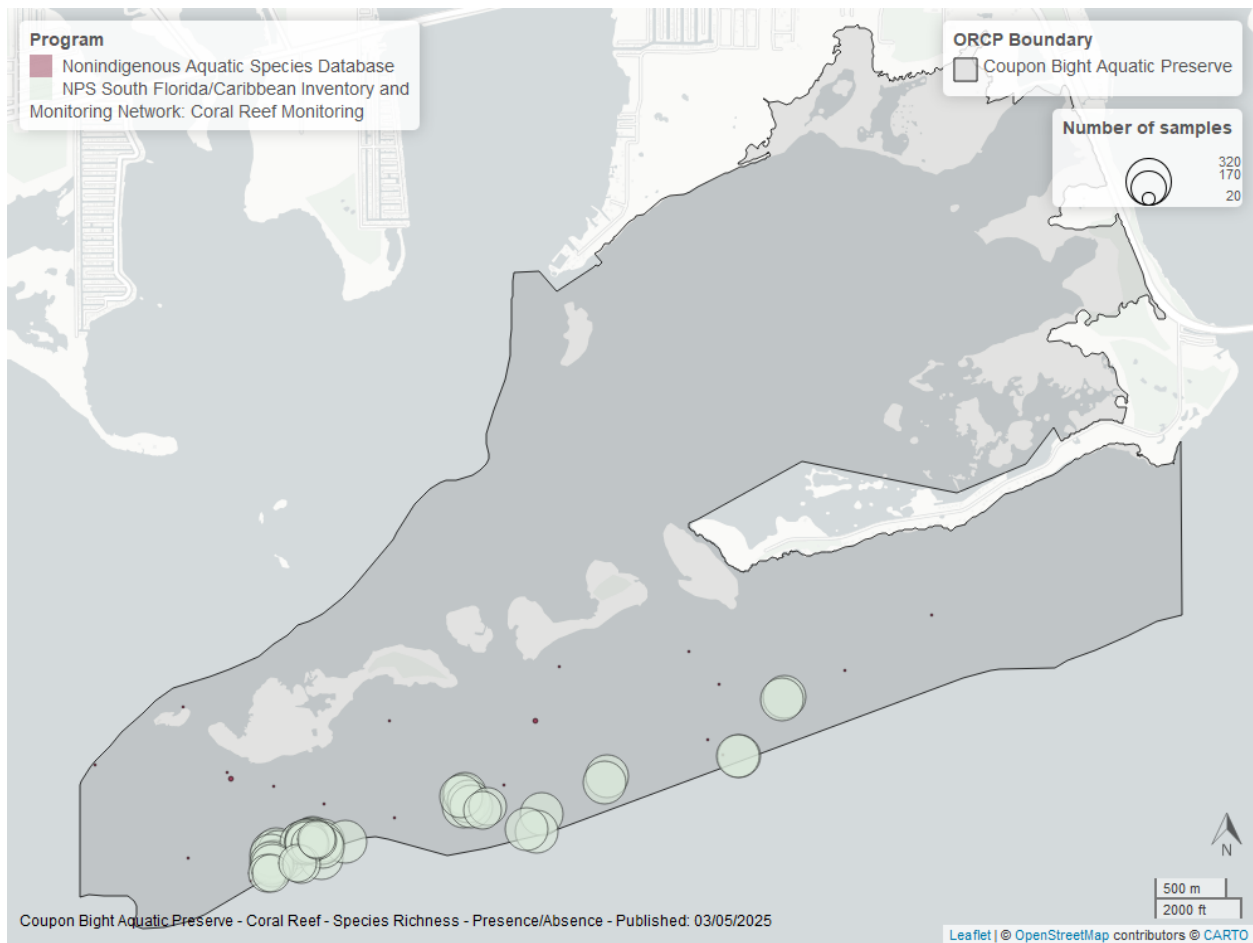 Program
Nonindigenous Aquatic Species Database
NPS South Florida/Caribbean Inventory and
Monitoring Network: Coral Reef Monitoring
ORCP Boundary
Coupon Bight Aquatic Preserve
Number of samples
320
170
20
N
500 m
2000 ft
Coupon Bight Aquatic Preserve - Coral Reef - Species Richness - Presence/Absence - Published: 03/05/2025
Leaflet | © OpenStreetMap contributors © CARTO